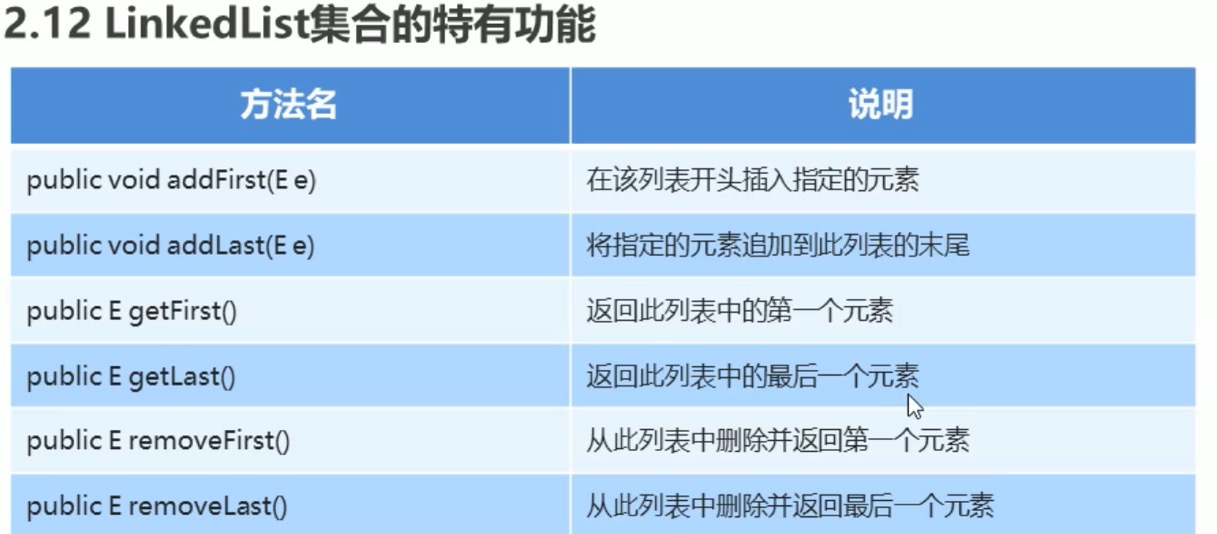 2.12 LinkedList集合的特有功能
方法名 说明
public void addFirst(E e) 在该列表开头插入指定的元素
public void addLast(E e) 将指定的元素追加到此列表的末尾
public E getFirst() 返回此列表中的第一个元素
public E getLast() 返回此列表中的最后一个元素
public E removeFirst() 从此列表中删除并返回第一个元素
public E removeLast() 从此列表中删除并返回最后一个元素